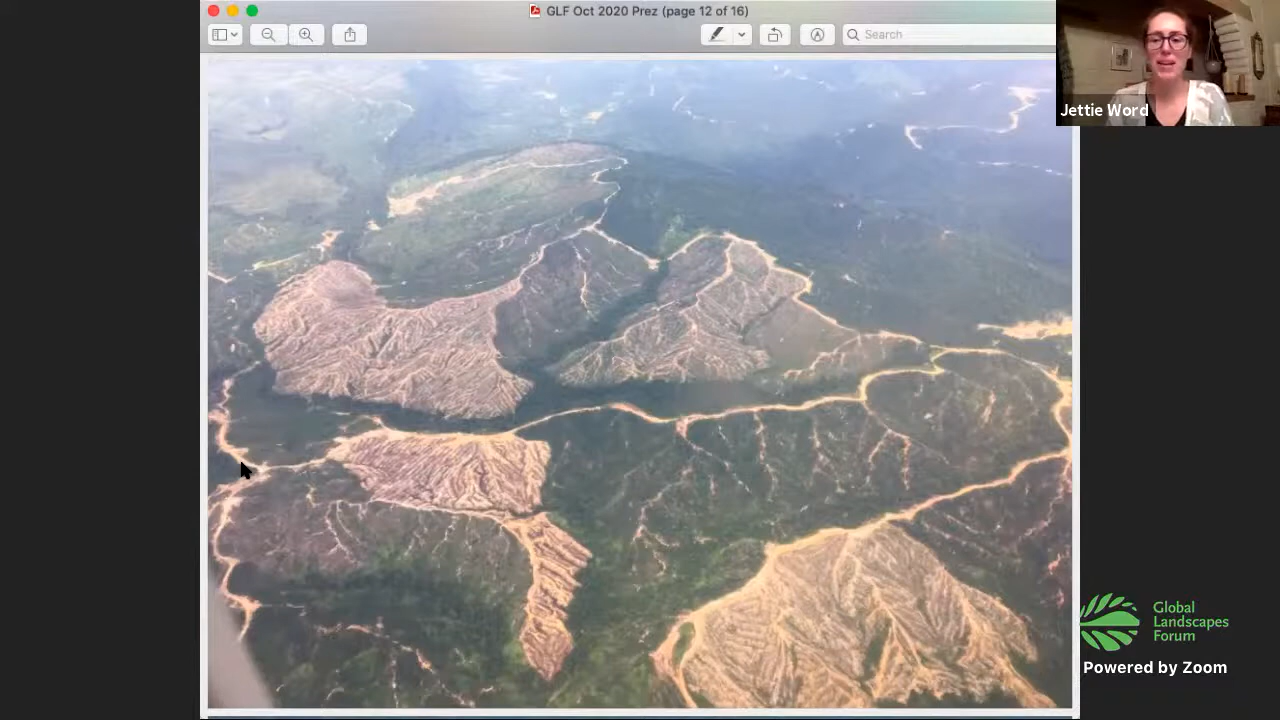 GLF Oct 2020 Prez (page 12 of 16)
Search
Jettie Word
Global
Landscapes
Forum
Powered by Zoom